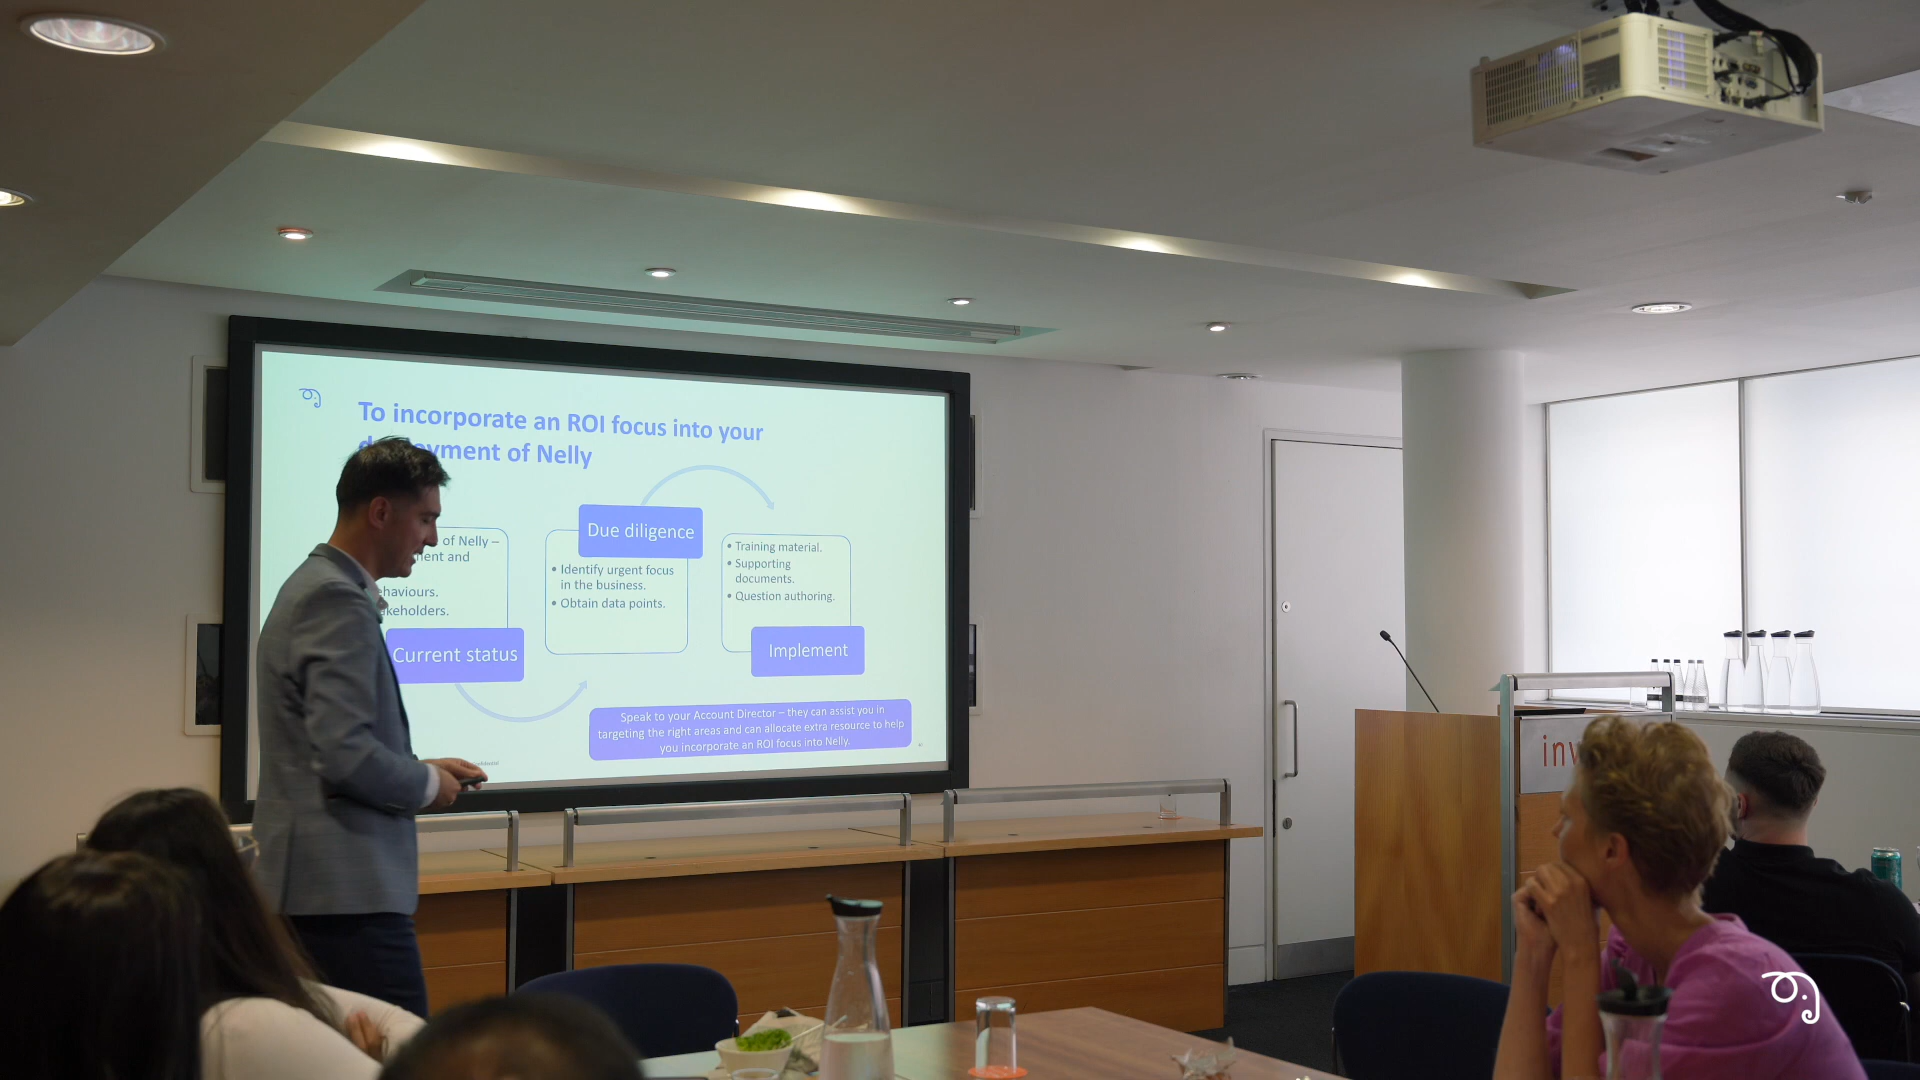 To incorporate an ROI focus into your
deployment of Nelly
of Nelly –
ent and
ehaviours.
keholders.
Current status
Due diligence
• Identify urgent focus
in the business.
• Obtain data points.
• Training material.
• Supporting
documents.
• Question authoring.
Implement
Speak to your Account Director – they can assist you in
targeting the right areas and can allocate extra resource to help
you incorporate an ROI focus into Nelly.
inv